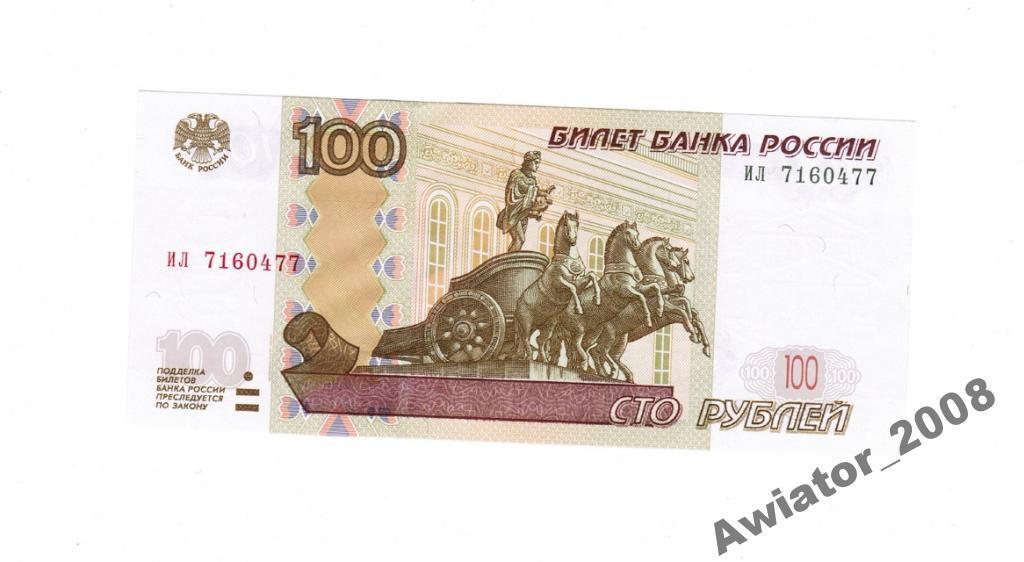 100
БИЛЕТ БАНКА РОССИИ
ил 7160477
БАНК РОССИИ
ил 7160477
100
ПОДДЕЛКА
БИЛЕТОВ
БАНКА РОССИИ
ПРЕСЛЕДУЕТСЯ
ПО ЗАКОНУ
100 100 100
СТО РУБЛЕЙ
Awiator_2008